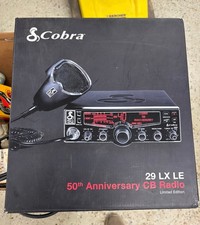 Cobra
29 LX LE
50th Anniversary CB Radio
Limited Edition